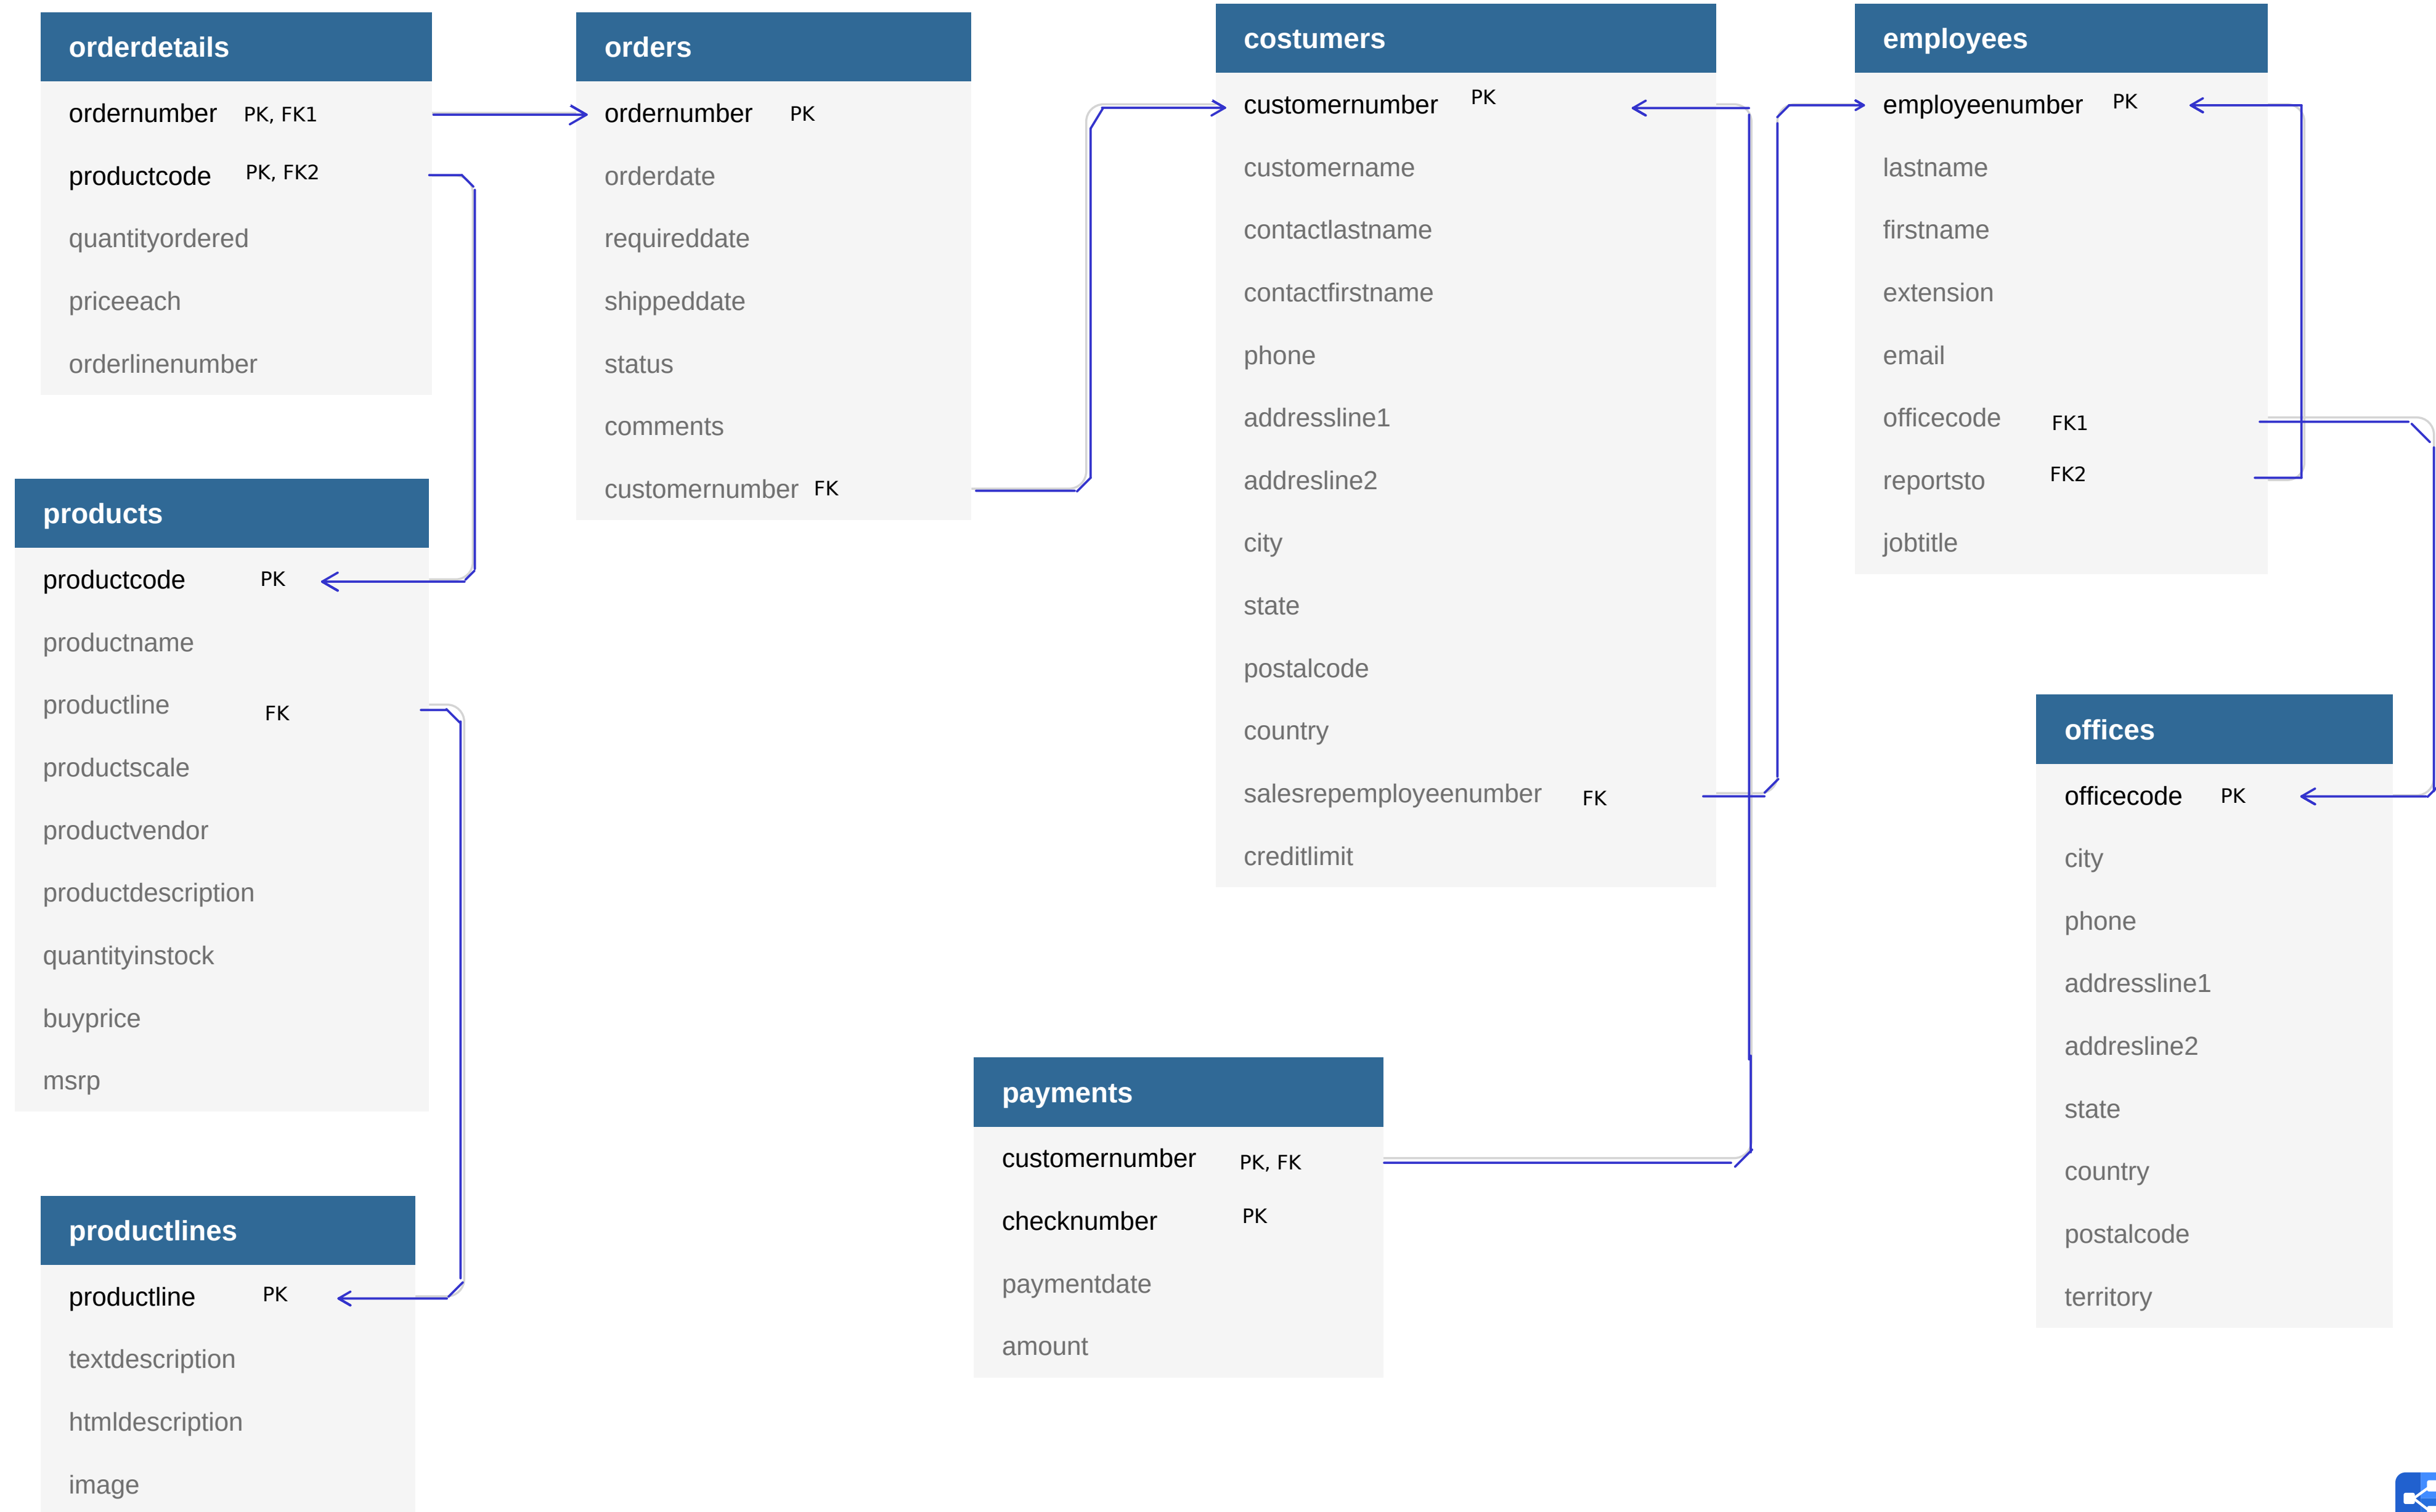 orderdetails
ordernumber PK, FK1
productcode PK, FK2
quantityordered
priceeach
orderlinenumber
orders
ordernumber PK
orderdate
requireddate
shippeddate
status
comments
customernumber FK
costumers
customernumber PK
customername
contactlastname
contactfirstname
phone
addressline1
addresline2
city
state
postalcode
country
salesrepemployeenumber FK
creditlimit
employees
employeenumber PK
lastname
firstname
extension
email
officecode FK1
reportsto FK2
jobtitle
products
productcode PK
productname
productline FK
productscale
productvendor
productdescription
quantityinstock
buyprice
msrp
offices
officecode PK
city
phone
addressline1
addresline2
state
country
postalcode
territory
payments
customernumber PK, FK
checknumber PK
paymentdate
amount
productlines
productline PK
textdescription
htmldescription
image